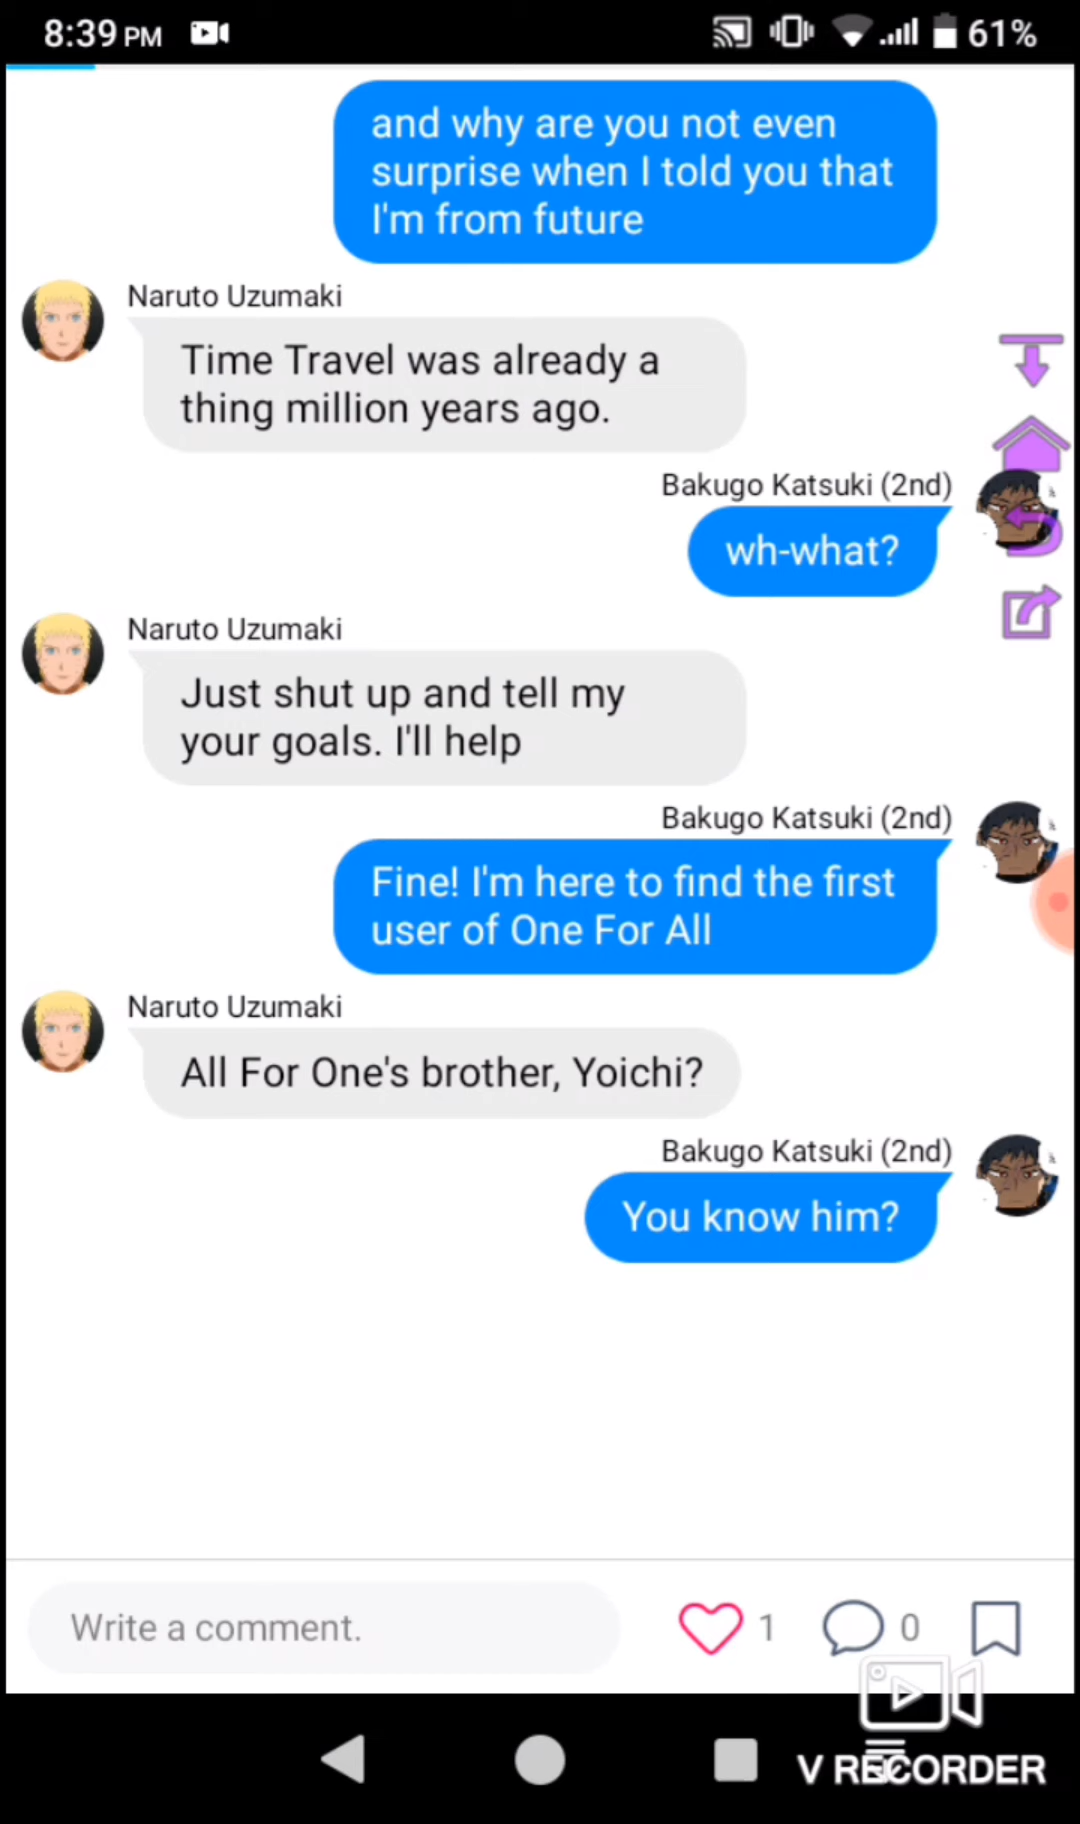 8:39 PM
61%
and why are you not even
surprise when I told you that
I'm from future
Naruto Uzumaki
Time Travel was already a
thing million years ago.
Bakugo Katsuki (2nd)
wh-what?
Naruto Uzumaki
Just shut up and tell my
your goals. I'll help
Bakugo Katsuki (2nd)
Fine! I'm here to find the first
user of One For All
Naruto Uzumaki
All For One's brother, Yoichi?
Bakugo Katsuki (2nd)
You know him?
Write a comment.
1
0
V RECORDER